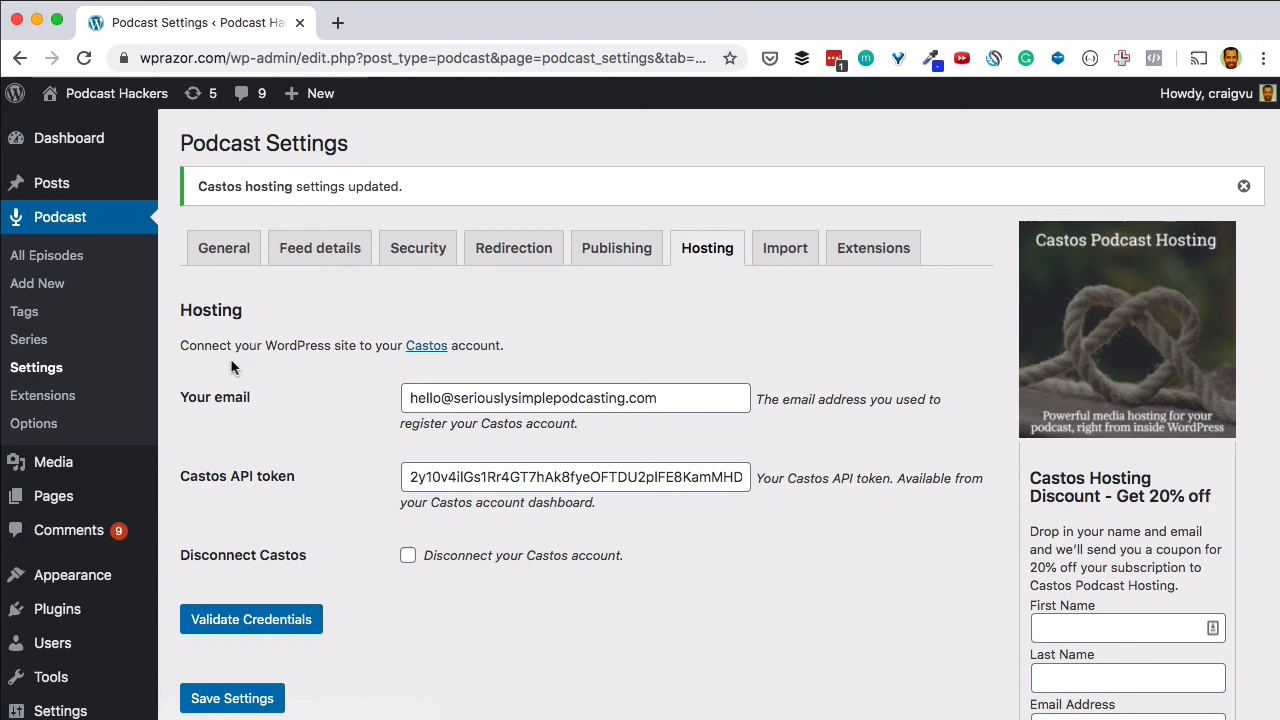 Podcast Settings ‹ Podcast Ha
wprazor.com/wp-admin/edit.php?post_type=podcast&page=podcast_settings&tab=...
1
m
Podcast Hackers
5
9
New
Howdy, craigvu
Dashboard
Posts
Podcast
All Episodes
Add New
Tags
Series
Settings
Extensions
Options
Media
Pages
Comments 9
Appearance
Plugins
Users
Tools
Settings
Podcast Settings
Castos hosting settings updated.
General
Feed details
Security
Redirection
Publishing
Hosting
Import
Extensions
Hosting
Connect your WordPress site to your Castos account.
Your email
hello@seriouslysimplepodcasting.com
The email address you used to
register your Castos account.
Castos API token
Your Castos API token. Available from
your Castos account dashboard.
Disconnect Castos
Disconnect your Castos account.
Validate Credentials
Save Settings
Castos Podcast Hosting
Powerful media hosting for your
podcast, right from inside WordPress
Castos Hosting
Discount - Get 20% off
Drop in your name and email
and we'll send you a coupon for
20% off your subscription to
Castos Podcast Hosting.
First Name
Last Name
Email Address